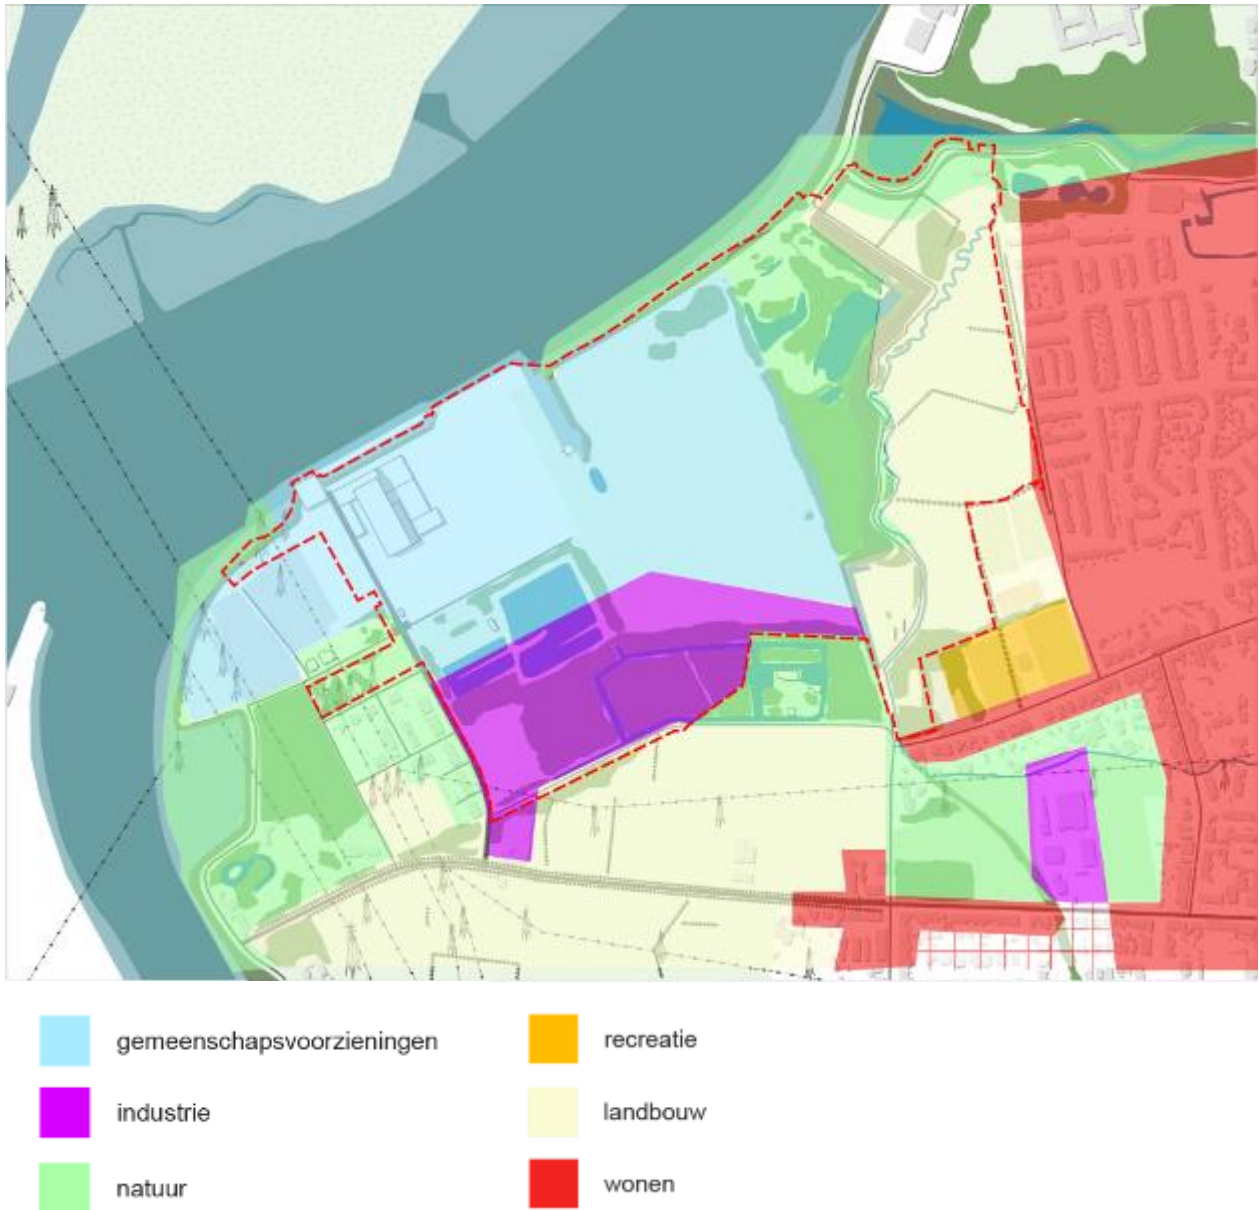 gemeenschapsvoorzieningen
industrie
natuur
recreatie
landbouw
wonen